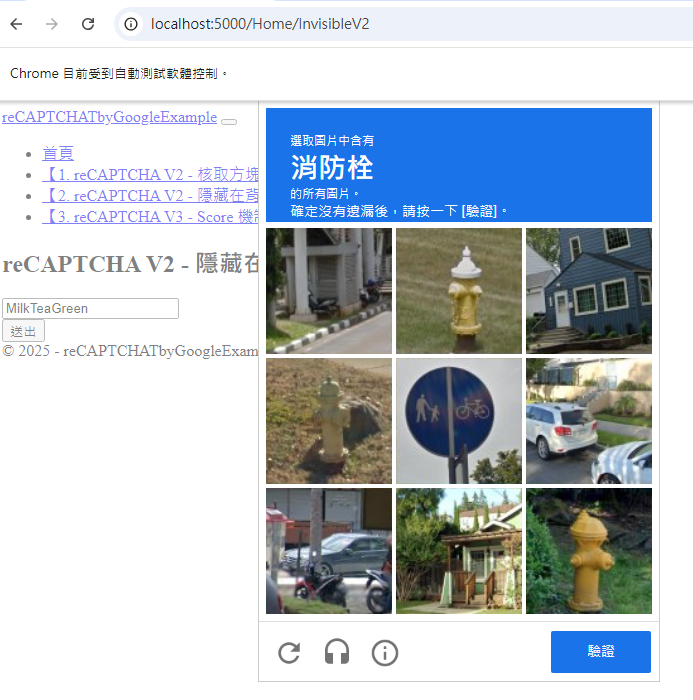 localhost:5000/Home/InvisibleV2
Chrome 目前受到自動測試軟體控制。
reCAPTCHAbyGoogleExample
首頁
【1. reCAPTCHA V2 - 核取方塊
【2. reCAPTCHA V2 - 隱藏在背
【3. reCAPTCHA V3 - Score 機
reCAPTCHA V2 - 隱藏在
MilkTeaGreen
送出
© 2025 - reCAPTCHATbyGoogleExam
選取圖片中含有
消防栓
的所有圖片。
確定沒有遺漏後，請按一下 [驗證]。
驗證